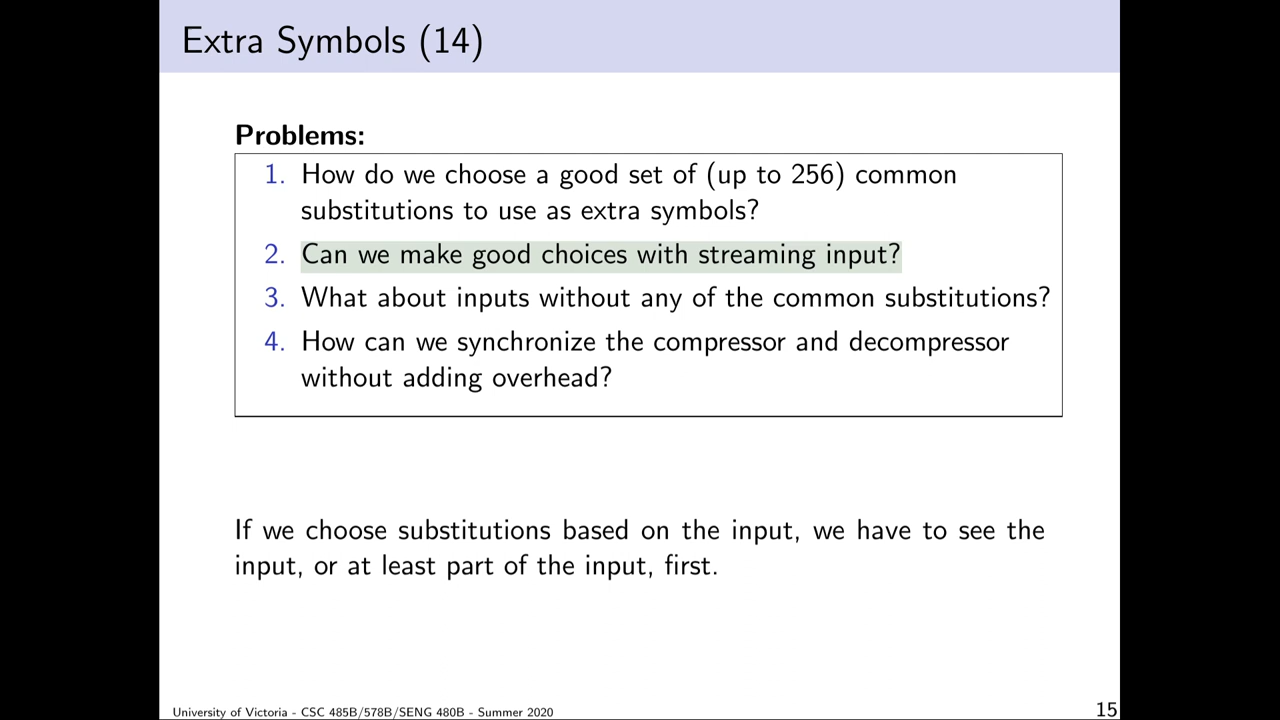 Extra Symbols (14)
Problems:
1. How do we choose a good set of (up to 256) common
substitutions to use as extra symbols?
2. Can we make good choices with streaming input?
3. What about inputs without any of the common substitutions?
4. How can we synchronize the compressor and decompressor
without adding overhead?
If we choose substitutions based on the input, we have to see the
input, or at least part of the input, first.
University of Victoria - CSC 485B/578B/SENG 480B - Summer 2020
15